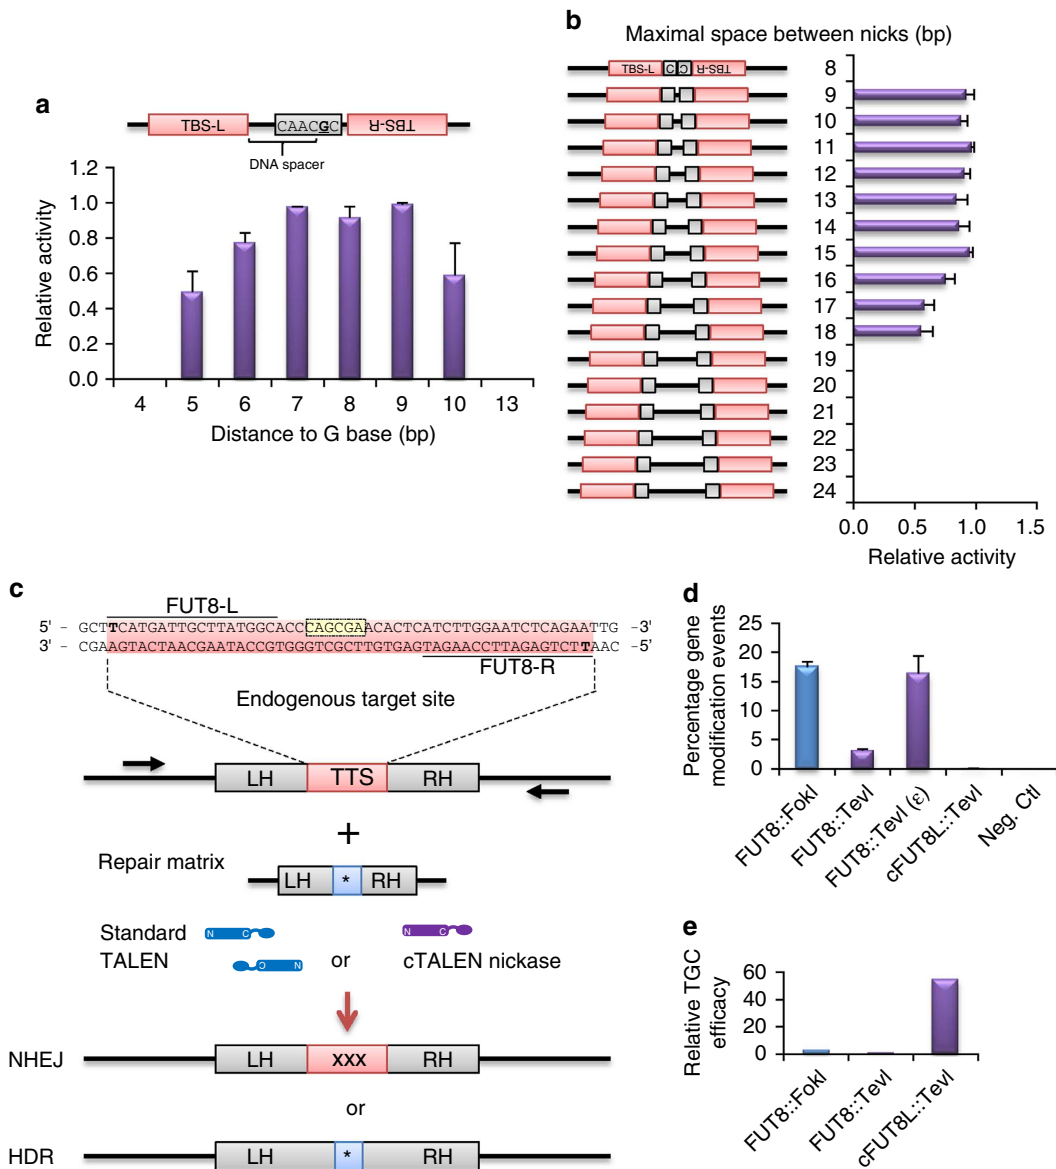 a
TBS-L CAACGC TBS-R
DNA spacer
Relative activity
1.2
1.0
0.8
0.6
0.4
0.2
0.0
4 5 6 7 8 9 10 13
Distance to G base (bp)
b
Maximal space between nicks (bp)
TBS-L C C TBS-R
8
9
10
11
12
13
14
15
16
17
18
19
20
21
22
23
24
0.0 0.5 1.0 1.5
Relative activity
c
FUT8-L
5' - GCTTCATGATTGCTTATGGCACCCAGCGAACACTCATCTTGGAATCTCAGAATTG -3'
3' - CGAAGTACTAACGAATACCGTGGGTCGCTTGTGAGTAGAACCTTAGAGTCTTAAC -5'
FUT8-R
Endogenous target site
LH TTS RH
+
Repair matrix
LH * RH
Standard
TALEN
N C
C N
or
N C
cTALEN nickase
NHEJ LH xxx RH
or
HDR LH * RH
d
Percentage gene
modification events
25
20
15
10
5
0
FUT8::FokI
FUT8::TevI
FUT8::TevI (ε)
cFUT8L::TevI
Neg. Ctl
e
Relative TGC
efficacy
60
40
20
0
FUT8::FokI
FUT8::TevI
cFUT8L::TevI